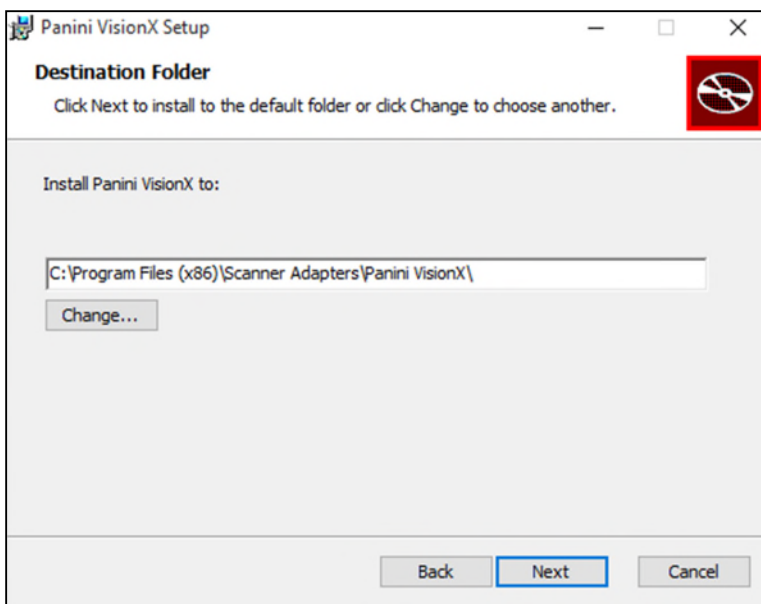 Panini VisionX Setup
Destination Folder
Click Next to install to the default folder or click Change to choose another.
Install Panini VisionX to:
C:\Program Files (x86)\Scanner Adapters\Panini VisionX\
Change...
Back
Next
Cancel